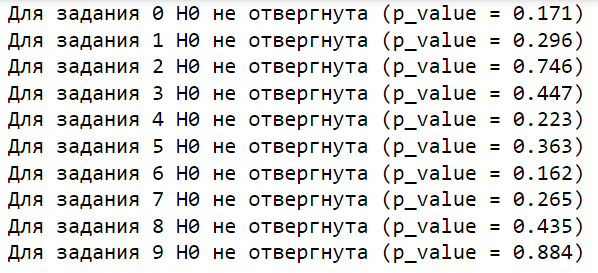 Для задания 0 H0 не отвергнута (p_value = 0.171)
Для задания 1 H0 не отвергнута (p_value = 0.296)
Для задания 2 H0 не отвергнута (p_value = 0.746)
Для задания 3 H0 не отвергнута (p_value = 0.447)
Для задания 4 H0 не отвергнута (p_value = 0.223)
Для задания 5 H0 не отвергнута (p_value = 0.363)
Для задания 6 H0 не отвергнута (p_value = 0.162)
Для задания 7 H0 не отвергнута (p_value = 0.265)
Для задания 8 H0 не отвергнута (p_value = 0.435)
Для задания 9 H0 не отвергнута (p_value = 0.884)